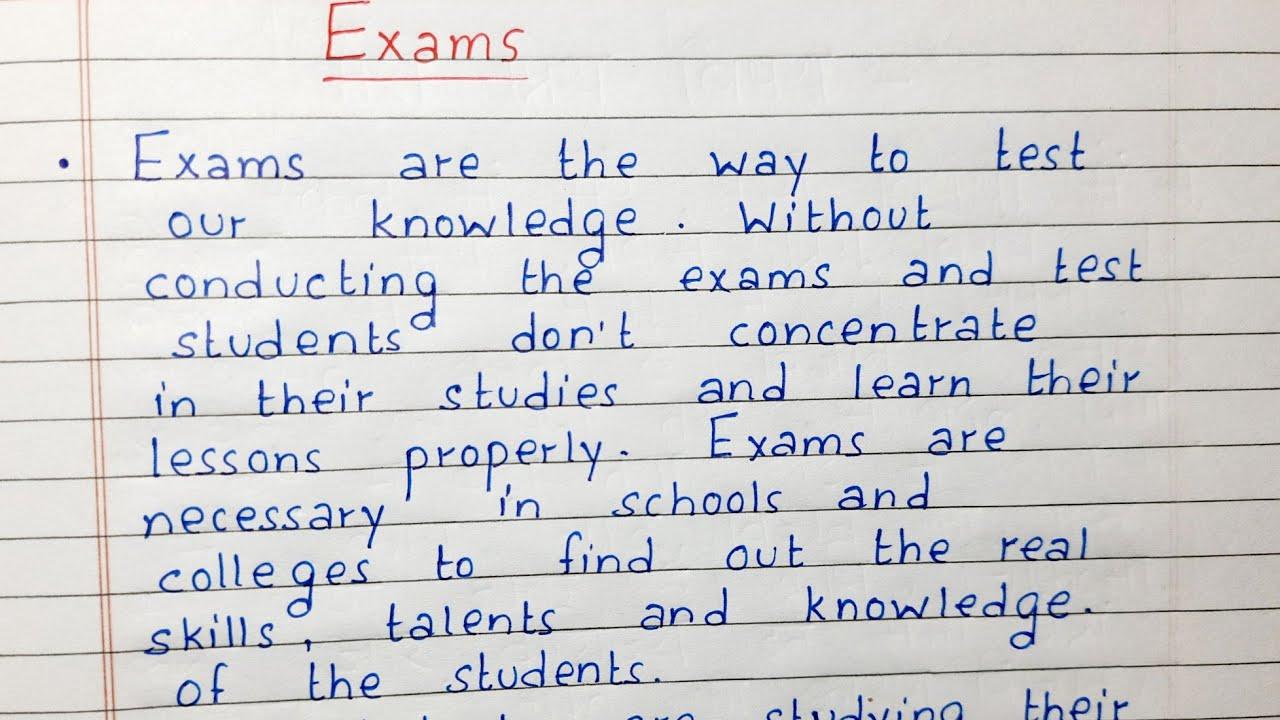 Exams
• Exams are the way to test
our knowledge. Without
conducting the exams and test
students don't concentrate
in their studies and learn their
lessons properly. Exams are
necessary in schools and
colleges to find out the real
skills, talents and knowledge.
of the students.
are studying their